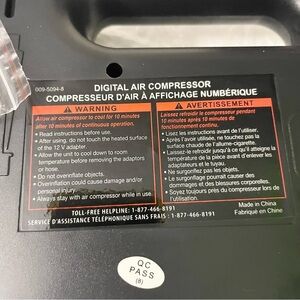 009-5094-8
DIGITAL AIR COMPRESSOR
COMPRESSEUR D'AIR À AFFICHAGE NUMBÉRIQUE
WARNING
Allow air compressor to cool for 10 minutes
after 10 minutes of continuous operation.
• Read instructions before use.
• After using, do not touch the heated surface
of the 12 V adapter.
• Allow the unit to cool down to room
temperature before removing the adaptors
or hose.
• Do not overinflate objects.
• Overinflation could cause damage and/or
personal injury.
• Always stay with air compressor while in use.
AVERTISSEMENT
Laissez refroidir le compresseur pendant
10 minutes après 10 minutes de
fonctionnement continu.
• Lisez les instructions avant de l'utiliser.
• Après l'avoir utilisée, ne touchez pas la
surface chaude de l'allume-cigarette.
• Laissez-le refroidir jusqu'à ce qu'il atteigne la
température de la pièce avant d'enlever les
adaptateurs et le tuyau.
• Ne surgonflez pas les objets.
• Le surgonflage pourrait causer des
dommages et/ou des blessures corporelles.
• Soyez toujours près du compresseur lors de
l'utilisation.
TOLL-FREE HELPLINE: 1-877-466-8191
SERVICE D'ASSISTANCE TÉLÉPHONIQUE SANS FRAIS : 1-877-466-8191
Made in China
Fabriqué en Chine
QC
PASS
(8)